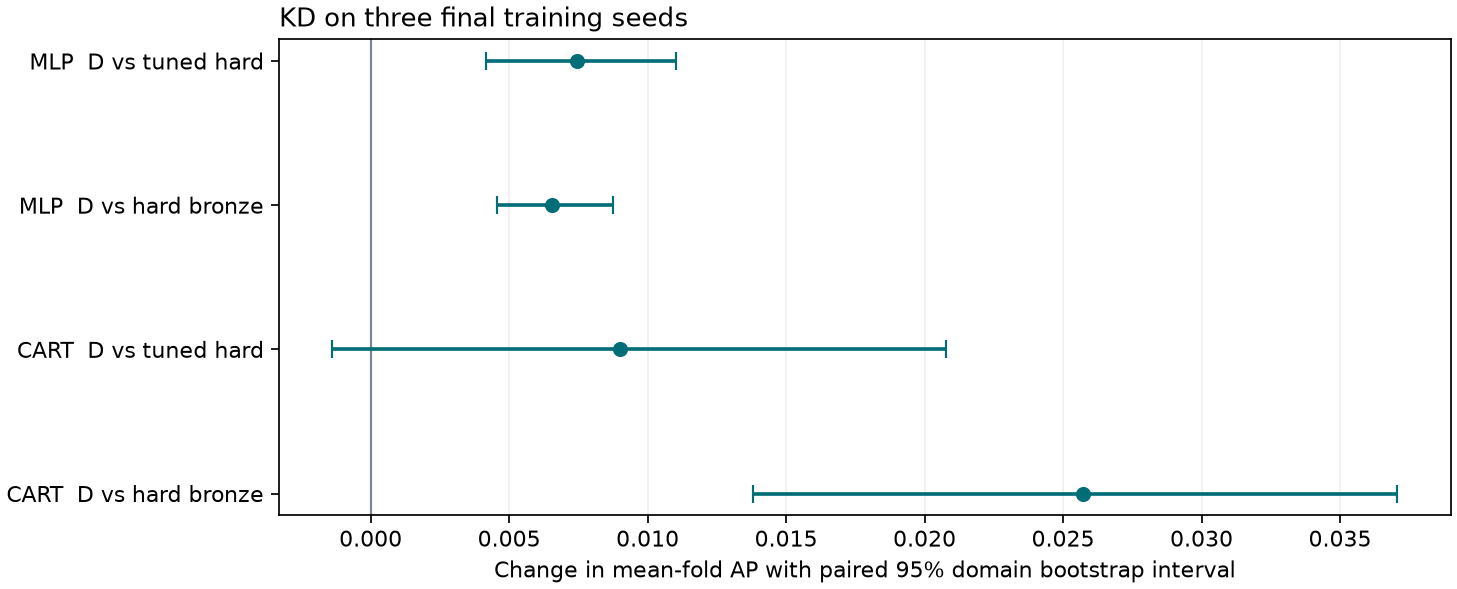 KD on three final training seeds
MLP  D vs tuned hard
MLP  D vs hard bronze
CART  D vs tuned hard
CART  D vs hard bronze
0.000 0.005 0.010 0.015 0.020 0.025 0.030 0.035
Change in mean-fold AP with paired 95% domain bootstrap interval